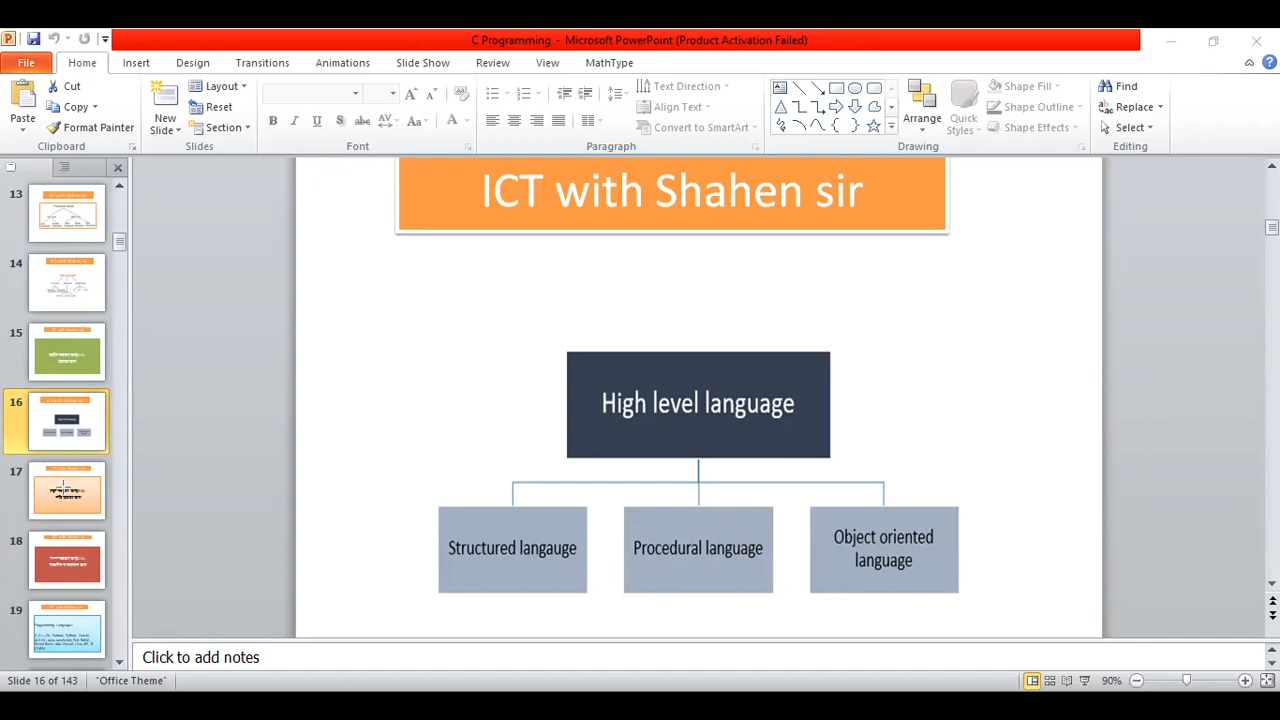 C Programming - Microsoft PowerPoint (Product Activation Failed)
File Home Insert Design Transitions Animations Slide Show Review View MathType
Paste
Cut
Copy
Format Painter
Clipboard
New Slide
Layout
Reset
Section
Slides
B I U S abc AV Aa A
Font
Text Direction
Align Text
Convert to SmartArt
Paragraph
Arrange
Quick Styles
Shape Fill
Shape Outline
Shape Effects
Drawing
Find
Replace
Select
Editing
13
14
15
16
17
18
19
ICT with Shahen sir
High level language
Structured langauge
Procedural language
Object oriented
language
Click to add notes
Slide 16 of 143 "Office Theme" 90%